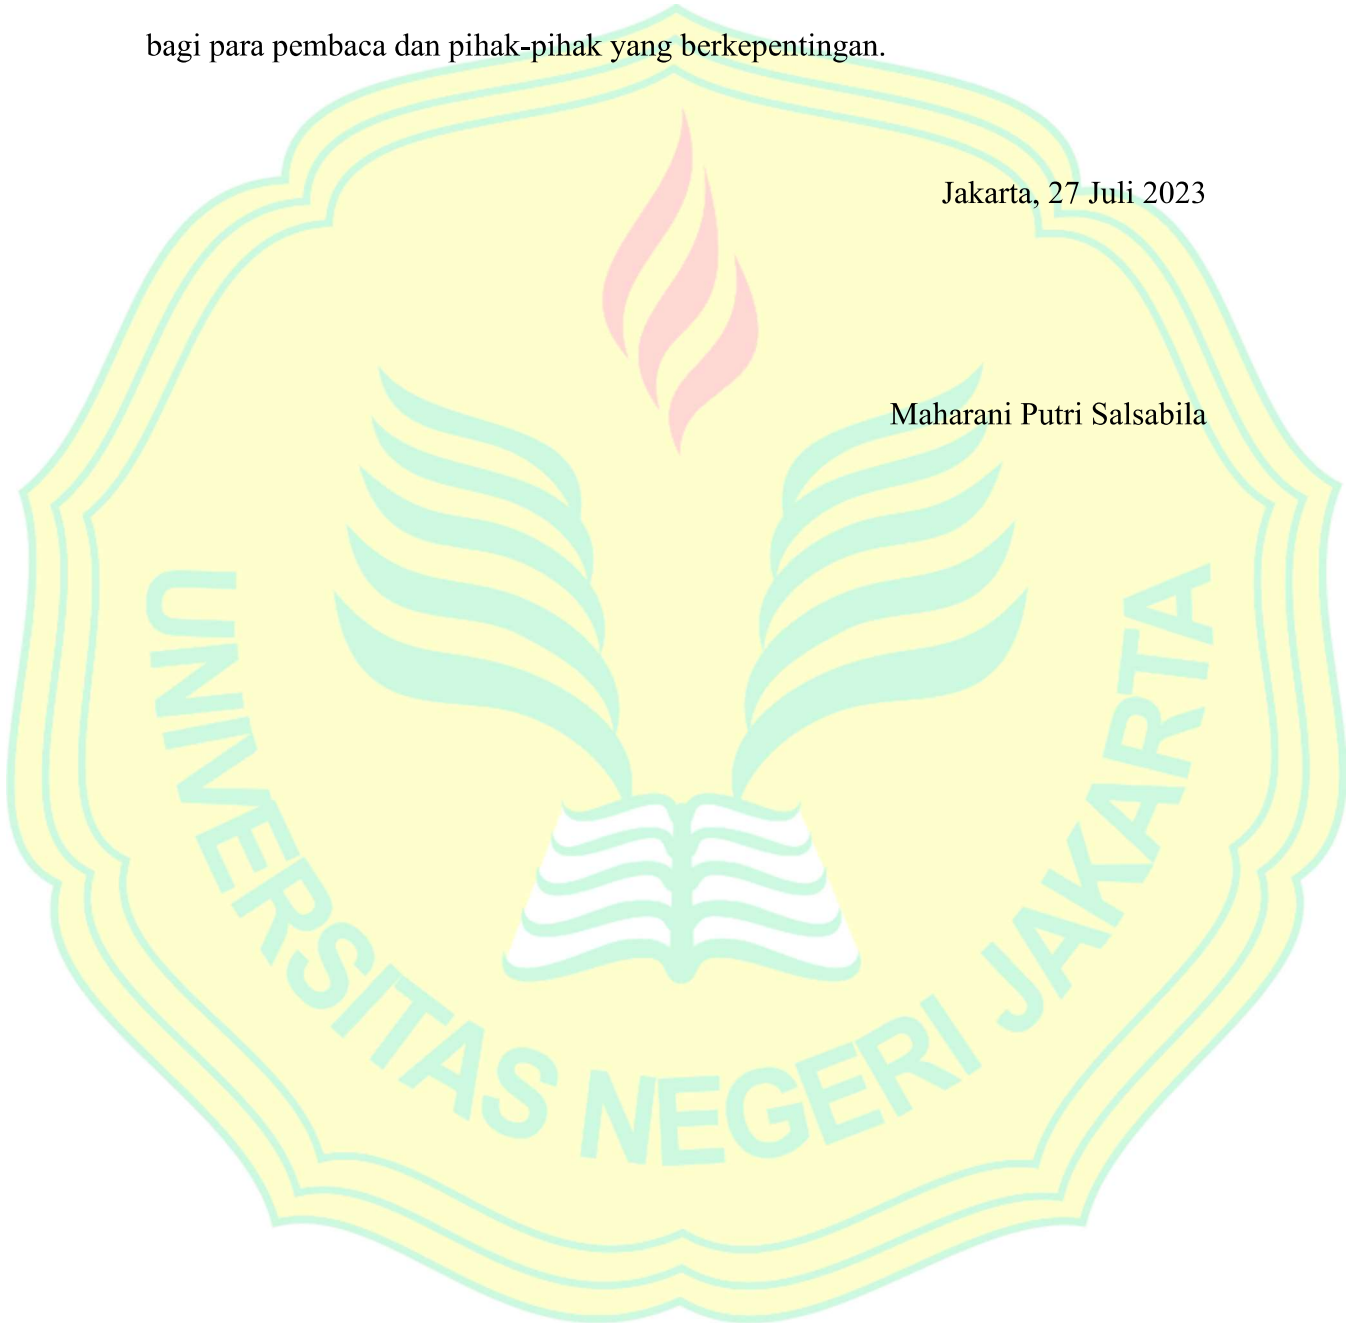 bagi para pembaca dan pihak-pihak yang berkepentingan.
Jakarta, 27 Juli 2023
Maharani Putri Salsabila
UNIVERSITAS NEGERI JAKARTA